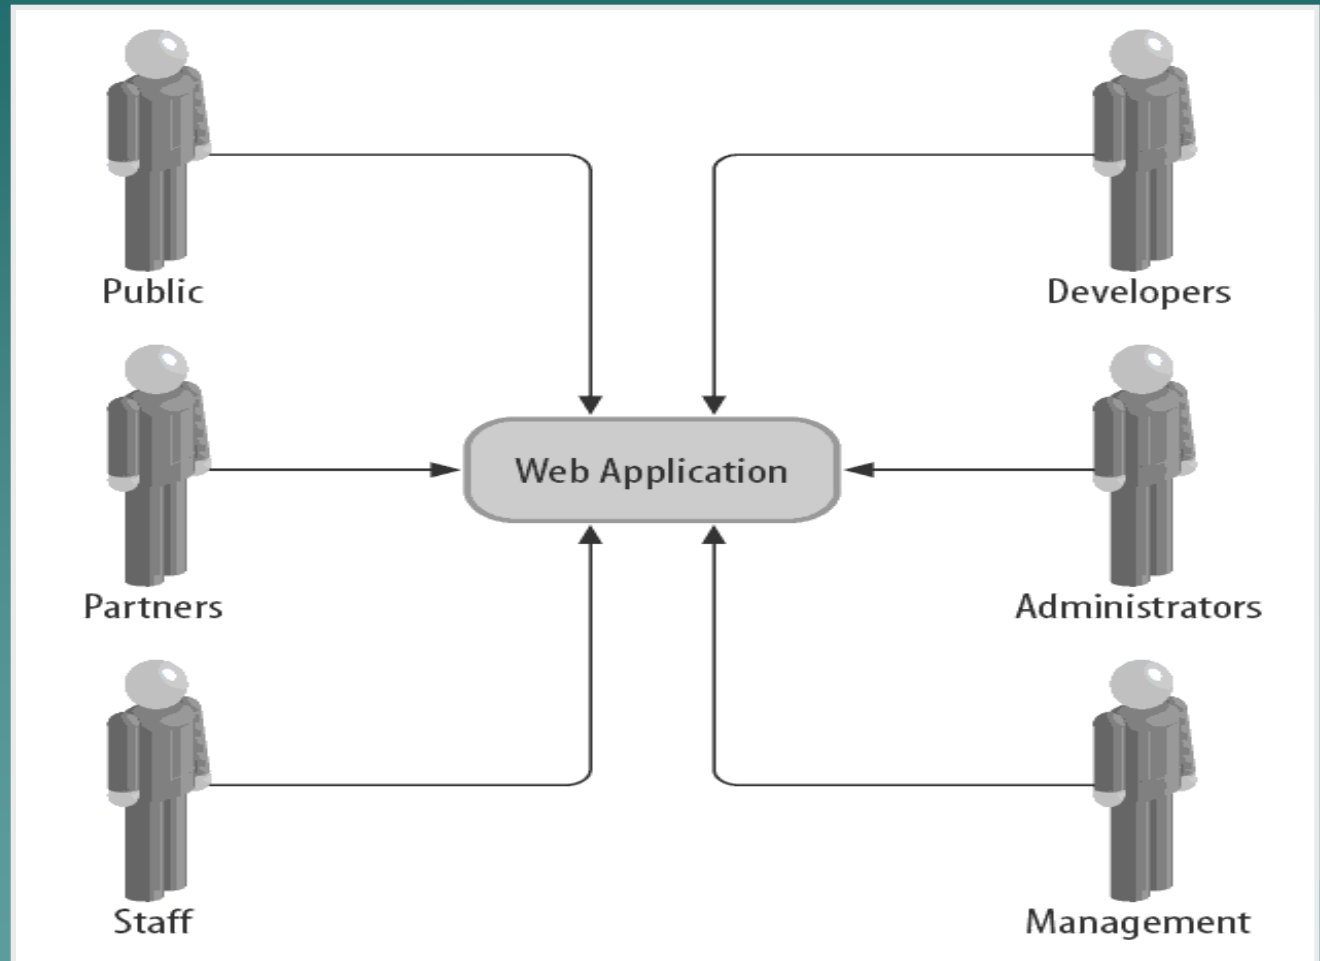 Public
Developers
Web Application
Partners
Administrators
Staff
Management